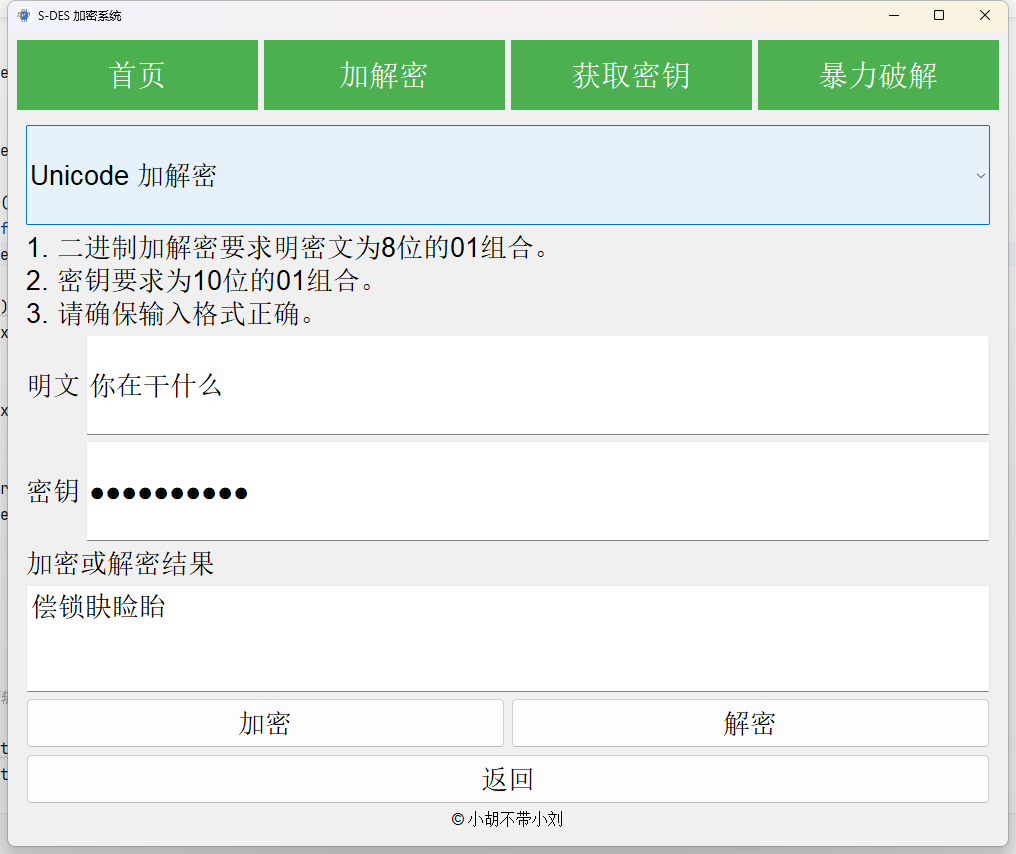 S-DES 加密系统
首页 加解密 获取密钥 暴力破解
Unicode 加解密
1. 二进制加解密要求明密文为8位的01组合。
2. 密钥要求为10位的01组合。
3. 请确保输入格式正确。
明文 你在干什么
密钥 ●●●●●●●●●●
加密或解密结果
偿锁眏睑眙
加密 解密
返回
© 小胡不带小刘